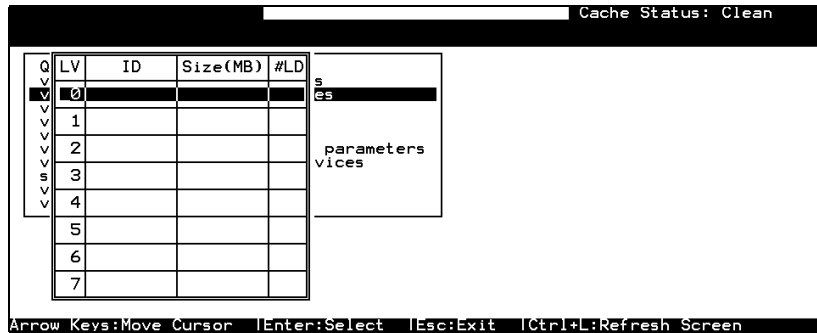 Cache Status: Clean
Q LV ID Size(MB) #LD
v s
v 0 es
v
v 1
v
v 2 parameters
v vices
s 3
v
v 4
5
6
7
Arrow Keys:Move Cursor |Enter:Select |Esc:Exit |Ctrl+L:Refresh Screen